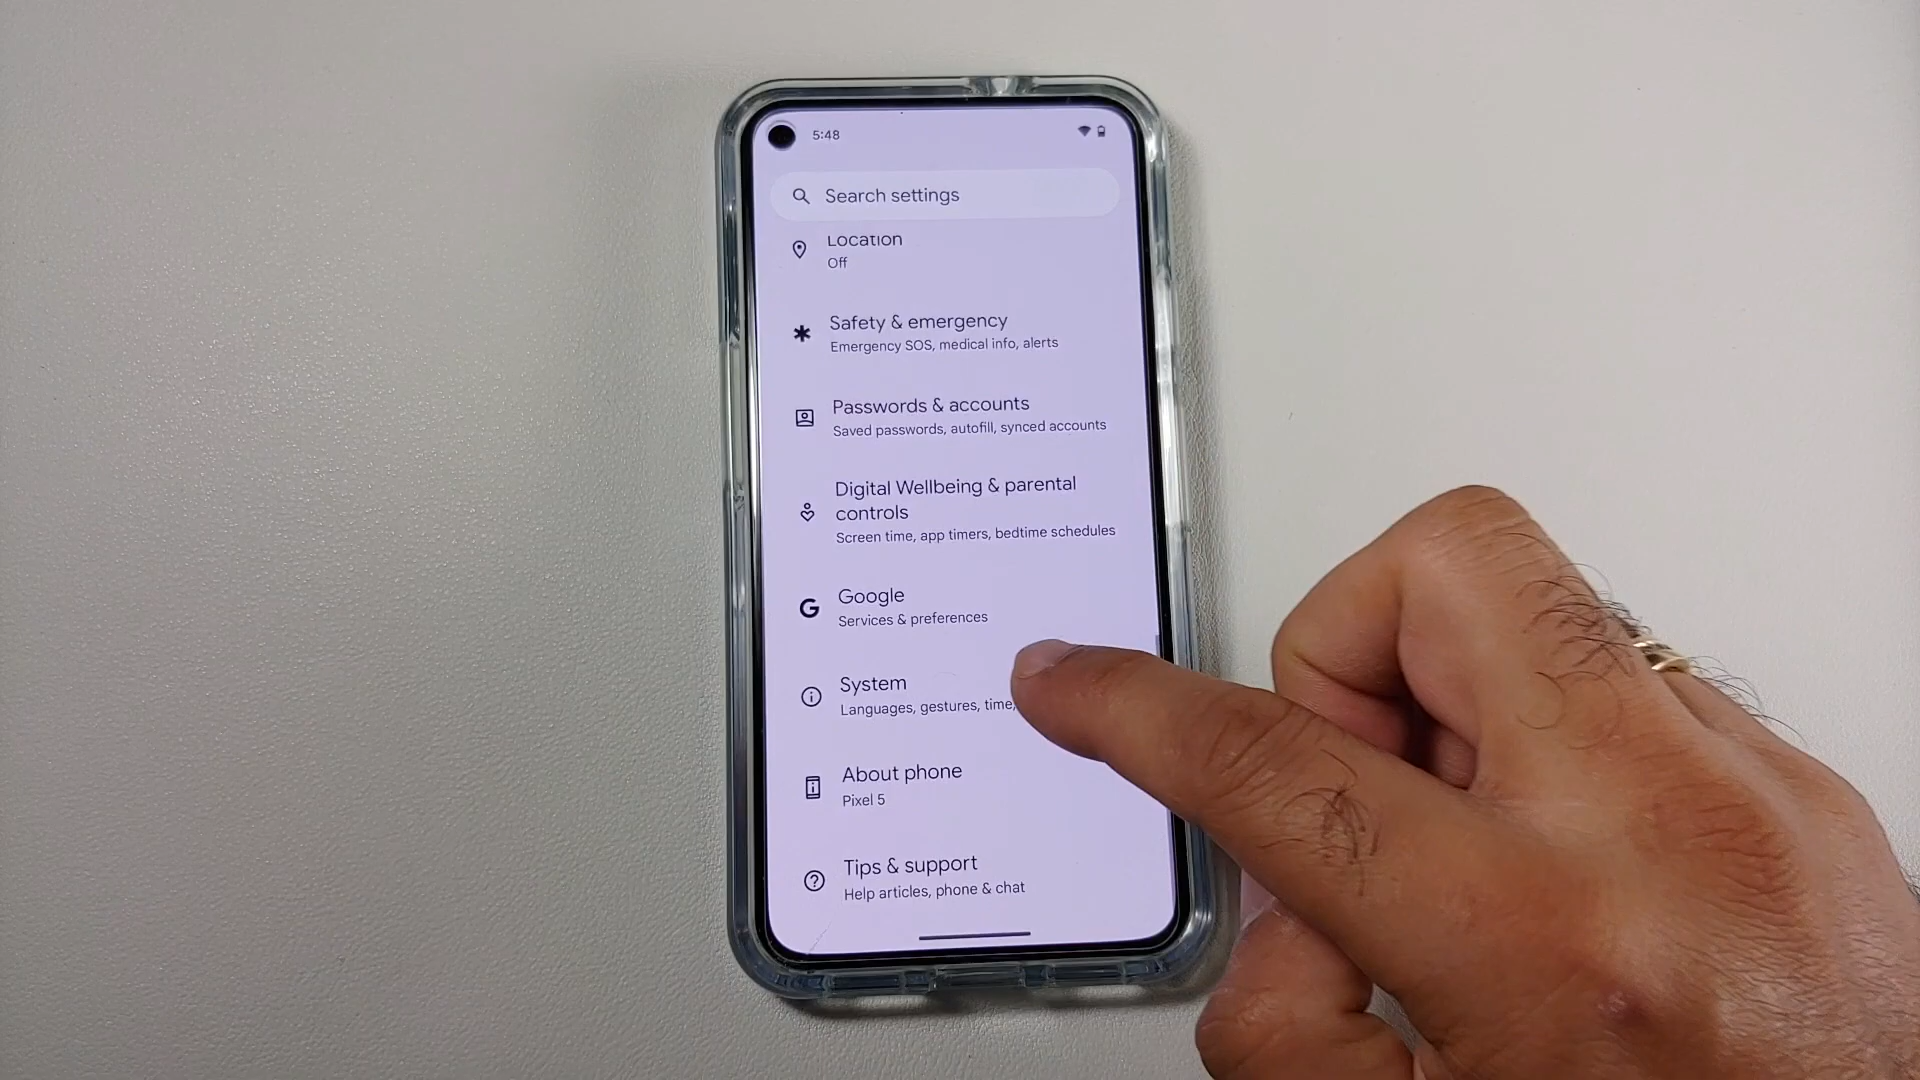 5:48
Search settings
Location
Off
Safety & emergency
Emergency SOS, medical info, alerts
Passwords & accounts
Saved passwords, autofill, synced accounts
Digital Wellbeing & parental
controls
Screen time, app timers, bedtime schedules
Google
Services & preferences
System
Languages, gestures, time,
About phone
Pixel 5
Tips & support
Help articles, phone & chat